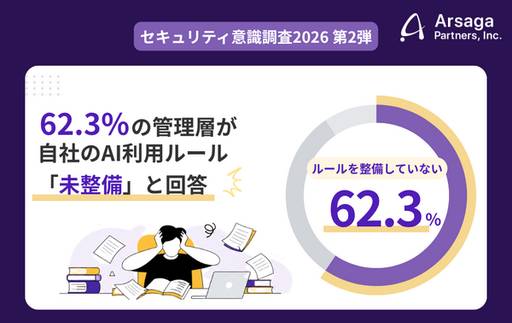 セキュリティ意識調査2026 第2弾
Arsaga
Partners, Inc.
62.3%の管理層が
自社のAI利用ルール
「未整備」と回答
ルールを整備していない
62.3%